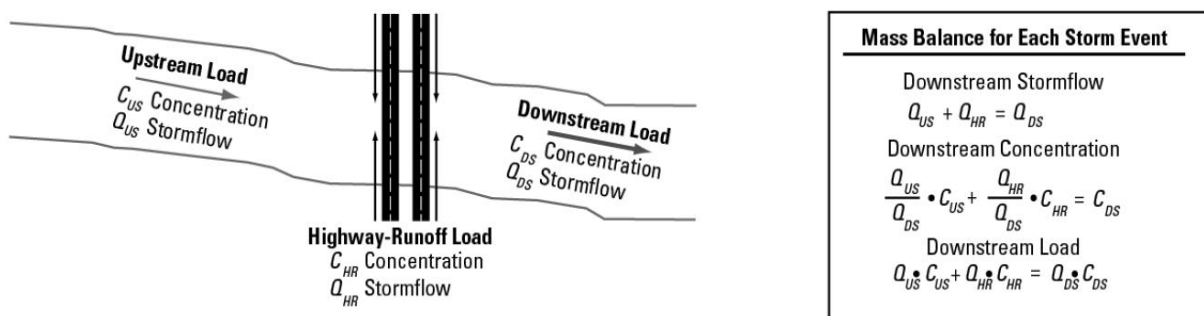 Upstream Load
C_US Concentration
Q_US Stormflow
Downstream Load
C_DS Concentration
Q_DS Stormflow
Highway-Runoff Load
C_HR Concentration
Q_HR Stormflow
Mass Balance for Each Storm Event
Downstream Stormflow
Q_US + Q_HR = Q_DS
Downstream Concentration
Q_US/Q_DS • C_US + Q_HR/Q_DS • C_HR = C_DS
Downstream Load
Q_US • C_US + Q_HR • C_HR = Q_DS • C_DS